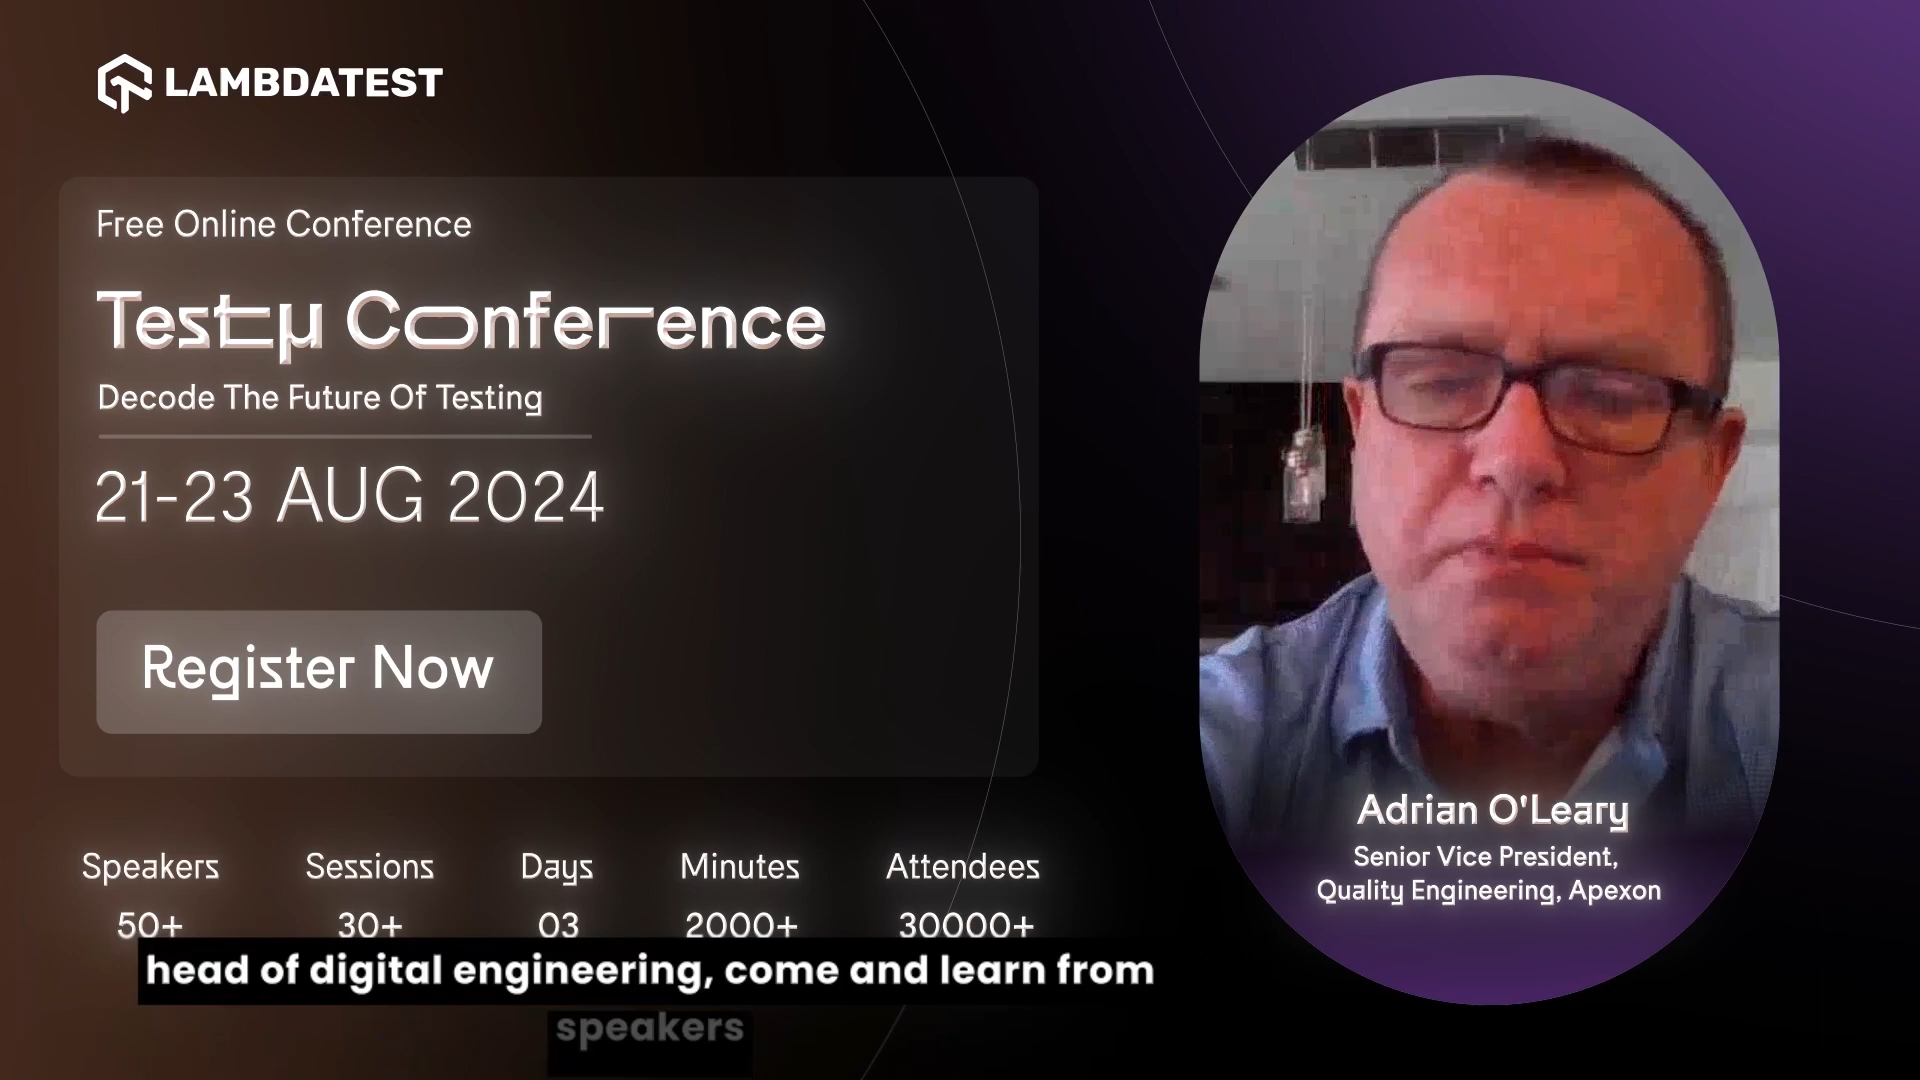 LAMBDATEST
Free Online Conference
Testμ Conference
Decode The Future Of Testing
21-23 AUG 2024
Register Now
Speakers Sessions Days Minutes Attendees
50+ 30+ 03 2000+ 30000+
head of digital engineering, come and learn from
speakers
Adrian O'Leary
Senior Vice President,
Quality Engineering, Apexon